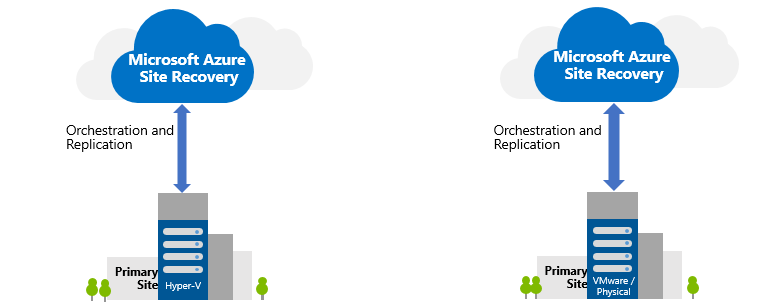 Microsoft Azure
Site Recovery
Orchestration and
Replication
Primary
Site
Hyper-V
Microsoft Azure
Site Recovery
Orchestration and
Replication
Primary
Site
VMware /
Physical